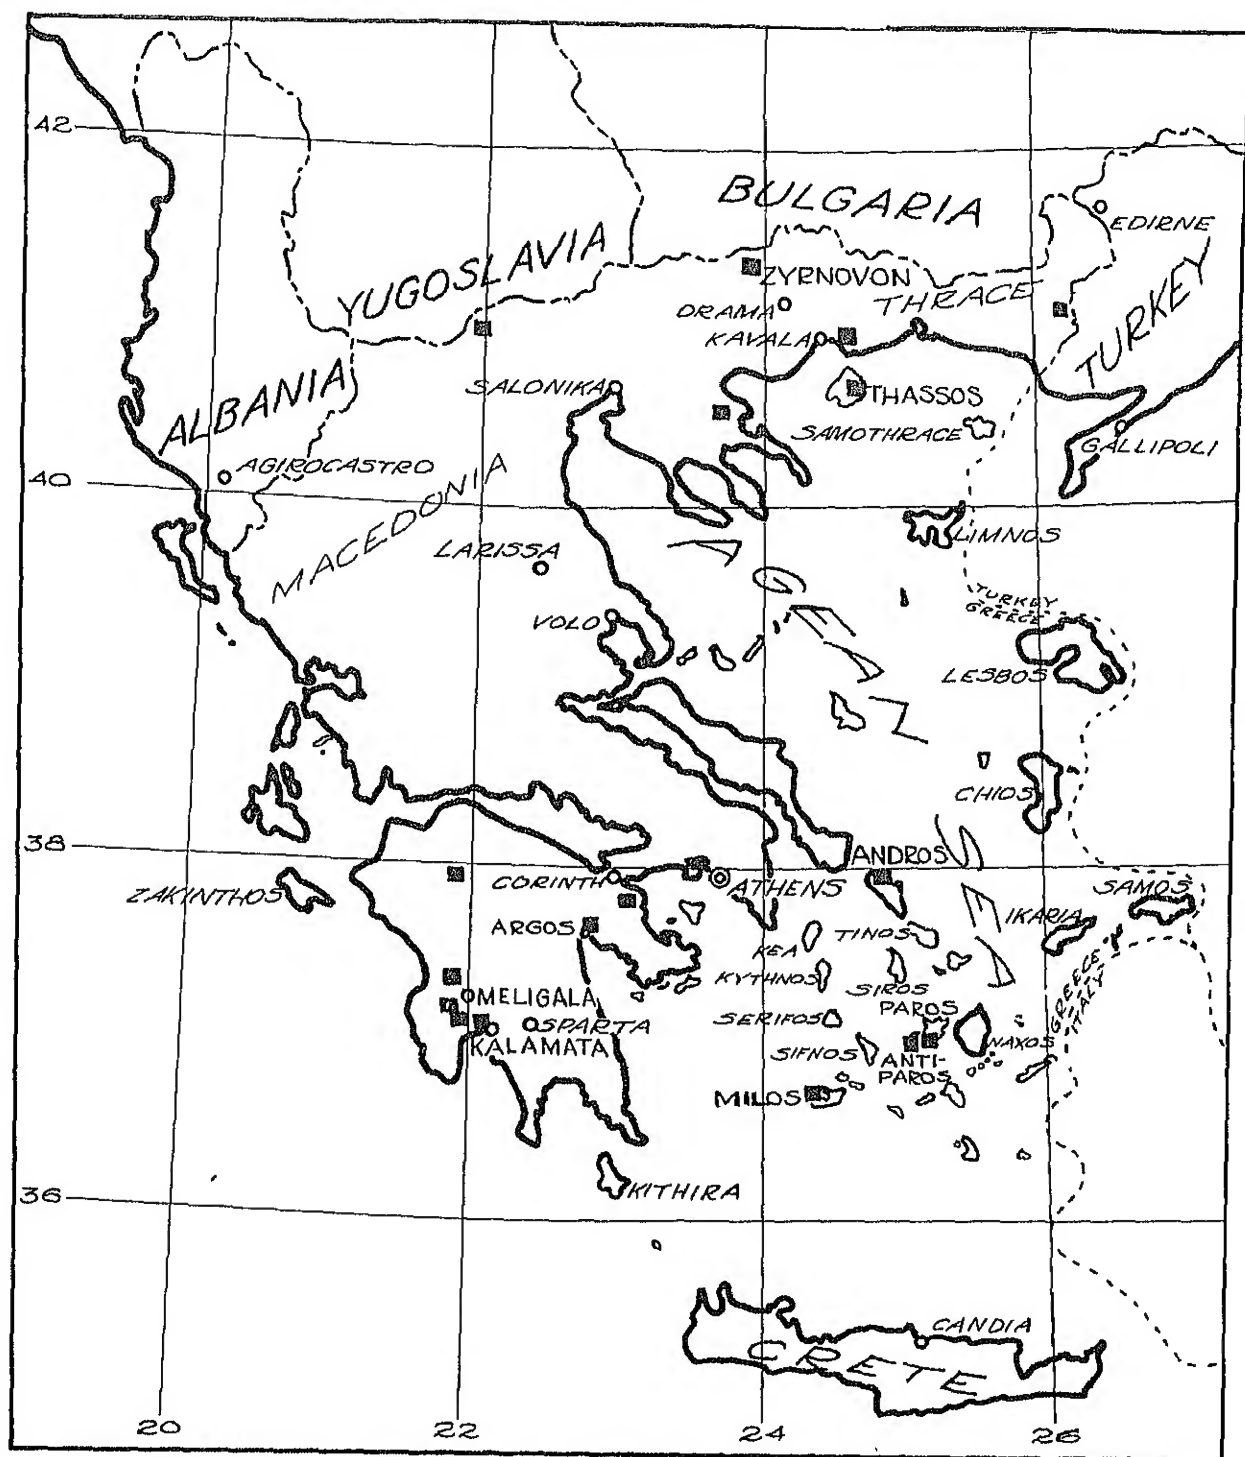 42
BULGARIA
EDIRNE
YUGOSLAVIA
ZYRNOVON
THRACE
DRAMA
KAVALA
TURKEY
SALONIKA
THASSOS
ALBANIA
SAMOTHRACE
GALLIPOLI
AGIROCASTRO
40
MACEDONIA
LIMNOS
LARISSA
AEGEAN
TURKEY
GREECE
VOLO
LESBOS
CHIOS
38
ANDROS
ZAKINTHOS
CORINTH
ATHENS
SAMOS
ARGOS
KEA
TINOS
IKARIA
SEA
KYTHNOS
SIROS
GREECE
ITALY
MELIGALA
PAROS
SERIFOS
SPARTA
KALAMATA
SIFNOS
ANTI-
PAROS
NAXOS
MILOS
36
KITHIRA
CANDIA
CRETE
20
22
24
26